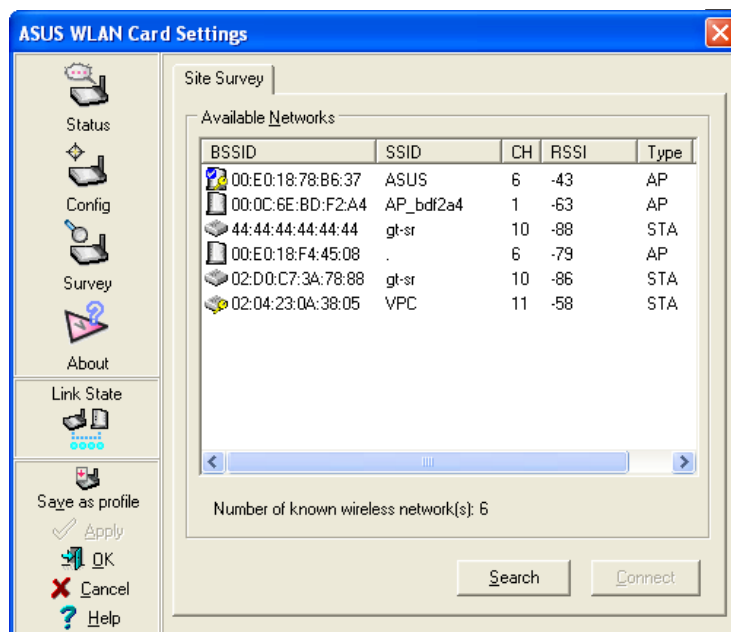 ASUS WLAN Card Settings
Status
Config
Survey
About
Link State
Save as profile
Apply
OK
Cancel
Help
Site Survey
Available Networks
BSSID SSID CH RSSI Type
00:E0:18:78:B6:37 ASUS 6 -43 AP
00:0C:6E:BD:F2:A4 AP_bdf2a4 1 -63 AP
44:44:44:44:44:44 gt-sr 10 -88 STA
00:E0:18:F4:45:08 . 6 -79 AP
02:D0:C7:3A:78:88 gt-sr 10 -86 STA
02:04:23:0A:38:05 VPC 11 -58 STA
Number of known wireless network(s): 6
Search Connect